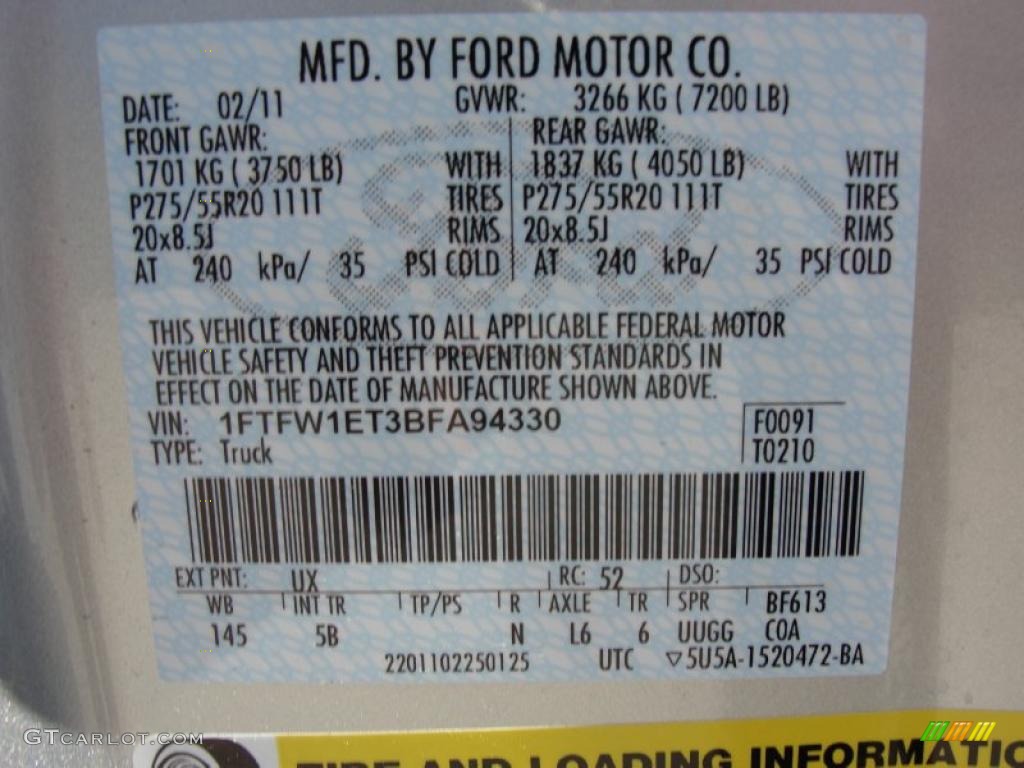 MFD. BY FORD MOTOR CO.
DATE: 02/11 GVWR: 3266 KG ( 7200 LB)
FRONT GAWR: REAR GAWR:
1701 KG ( 3750 LB) WITH 1837 KG ( 4050 LB) WITH
P275/55R20 111T TIRES P275/55R20 111T TIRES
20x8.5J RIMS 20x8.5J RIMS
AT 240 kPa/ 35 PSI COLD AT 240 kPa/ 35 PSI COLD
THIS VEHICLE CONFORMS TO ALL APPLICABLE FEDERAL MOTOR
VEHICLE SAFETY AND THEFT PREVENTION STANDARDS IN
EFFECT ON THE DATE OF MANUFACTURE SHOWN ABOVE.
VIN: 1FTFW1ET3BFA94330 F0091
TYPE: Truck T0210
EXT PNT: UX RC: 52 DSO:
WB INT TR TP/PS R AXLE TR SPR BF613
145 5B N L6 6 UUGG COA
2201102250125 UTC ▽5U5A-1520472-BA
TIRE AND LOADING INFORMATIO
GTCARLOT.COM